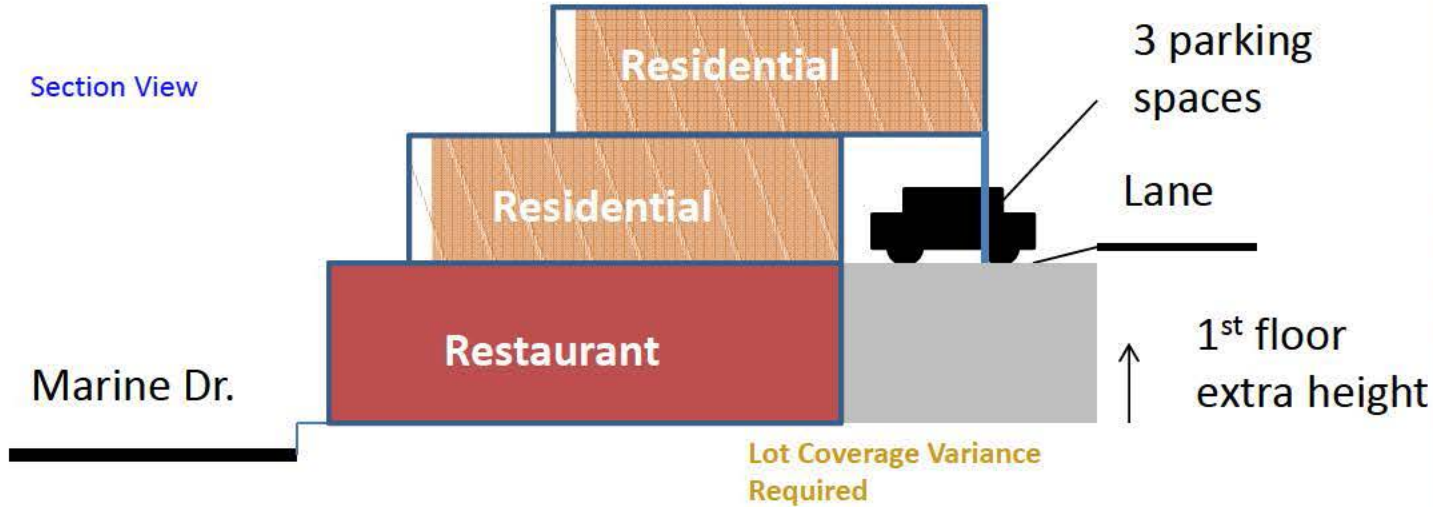 Section View
Residential
3 parking
spaces
Residential
Lane
Restaurant
Marine Dr.
1st floor
extra height
Lot Coverage Variance
Required